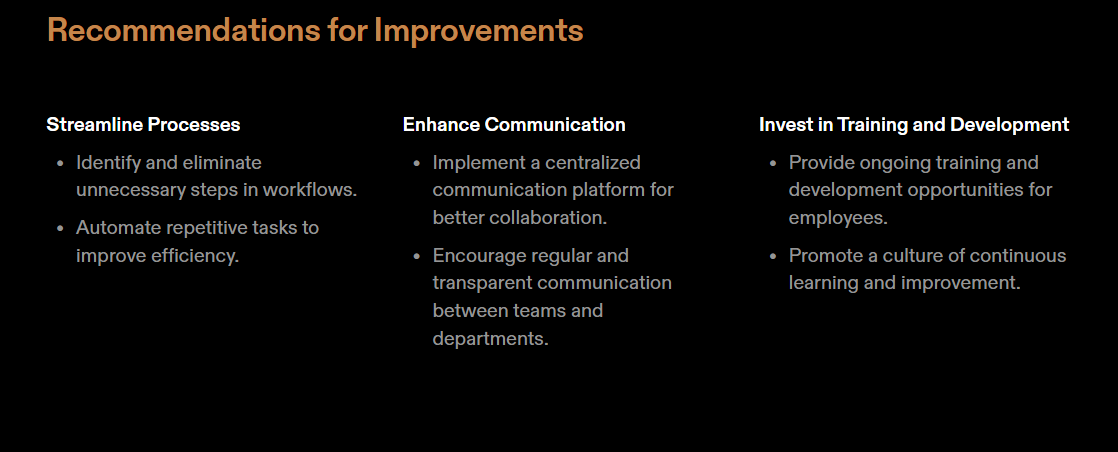 Recommendations for Improvements
Streamline Processes
• Identify and eliminate
unnecessary steps in workflows.
• Automate repetitive tasks to
improve efficiency.
Enhance Communication
• Implement a centralized
communication platform for
better collaboration.
• Encourage regular and
transparent communication
between teams and
departments.
Invest in Training and Development
• Provide ongoing training and
development opportunities for
employees.
• Promote a culture of continuous
learning and improvement.